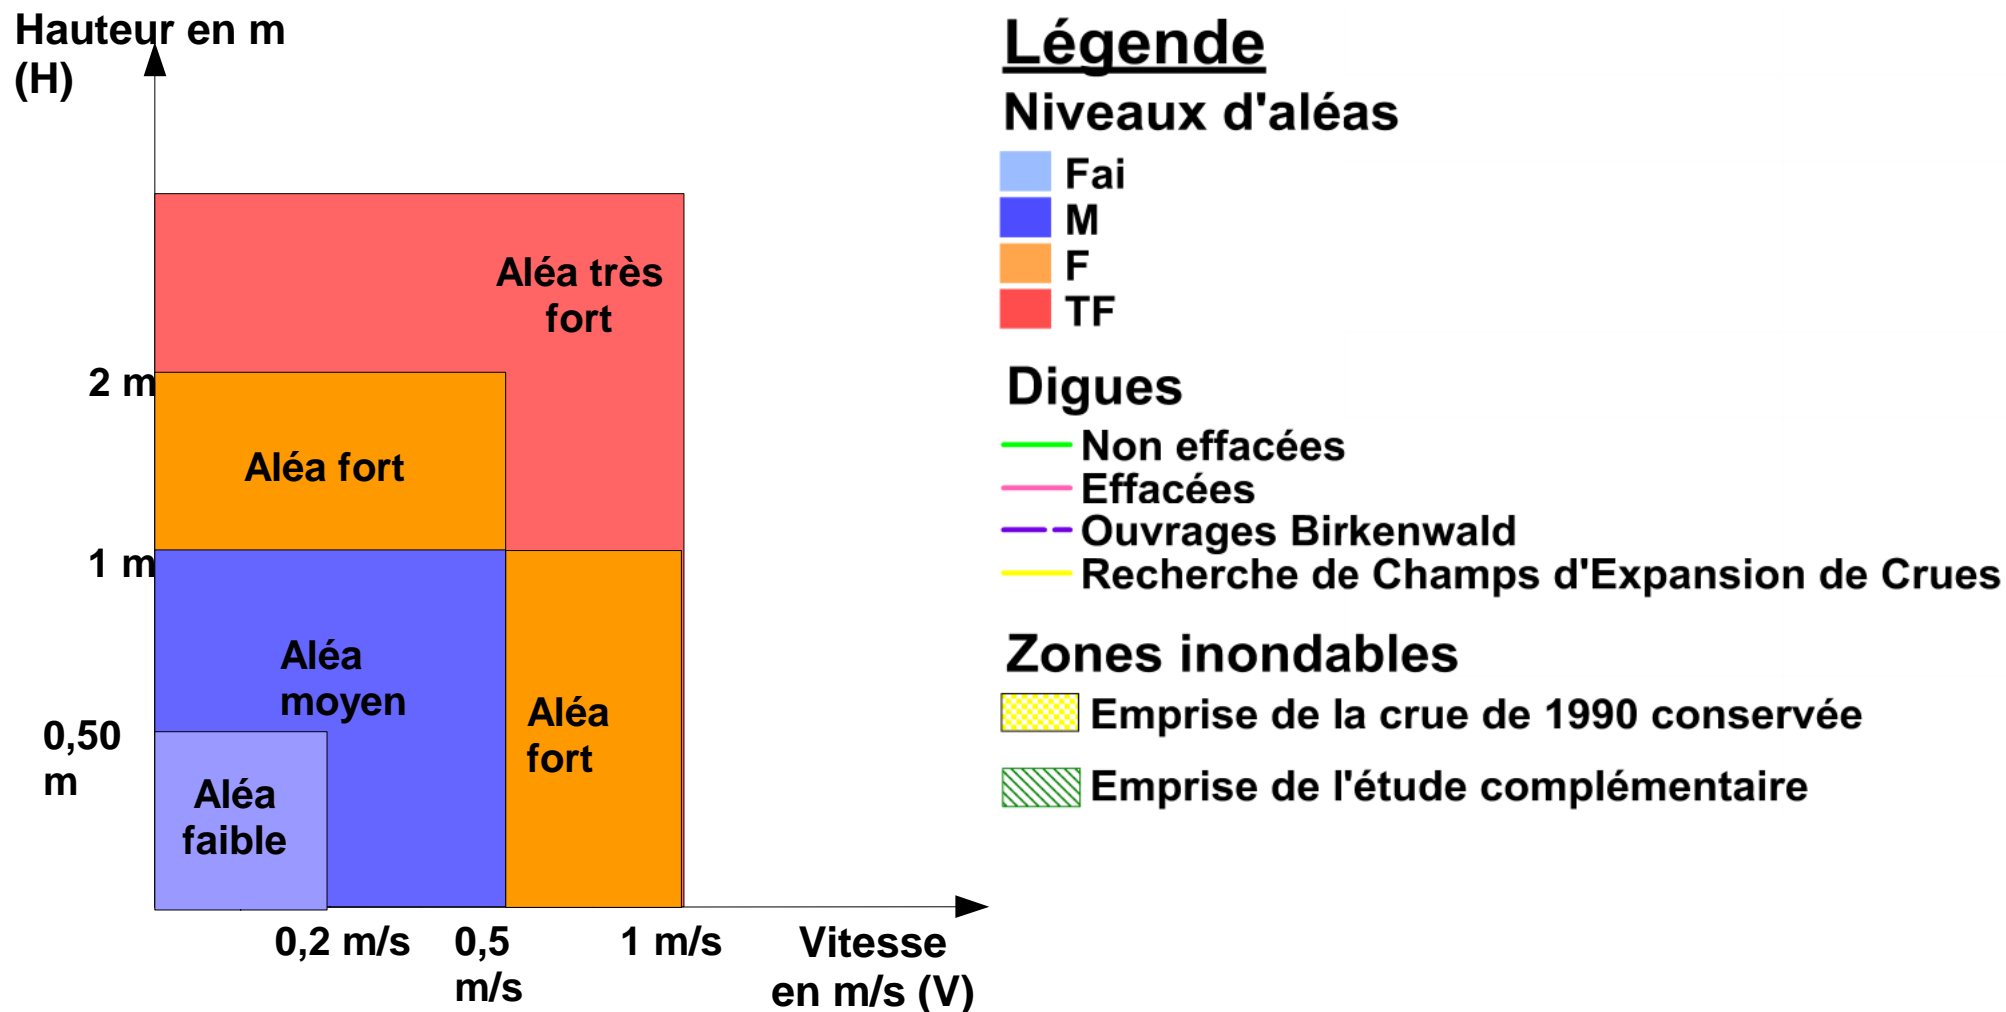 Hauteur en m
(H)
Aléa très
fort
2 m
Aléa fort
1 m
Aléa
moyen
Aléa
fort
0,50
m
Aléa
faible
0,2 m/s
0,5
m/s
1 m/s
Vitesse
en m/s (V)
Légende
Niveaux d'aléas
Fai
M
F
TF
Digues
Non effacées
Effacées
Ouvrages Birkenwald
Recherche de Champs d'Expansion de Crues
Zones inondables
Emprise de la crue de 1990 conservée
Emprise de l'étude complémentaire